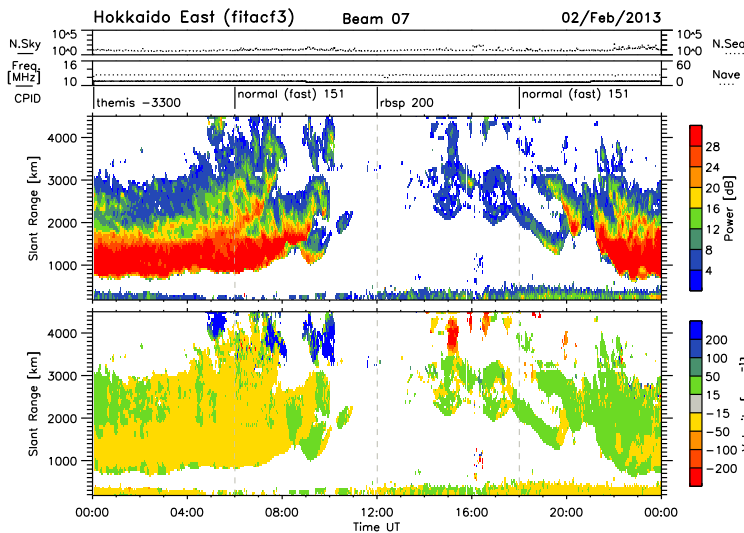 Hokkaido East (fitacf3) Beam 07 02/Feb/2013
N.Sky 10^5 10^0 10^5 10^0 N.Sea
Freq. [MHz] 16 10 60 0 Nave
CPID themis -3300 normal (fast) 151 rbsp 200 normal (fast) 151
Slant Range [km] 4000 3000 2000 1000
28 24 20 16 12 8 4 Power [dB]
Slant Range [km] 4000 3000 2000 1000
200 100 50 15 -15 -50 -100 -200
00:00 04:00 08:00 12:00 16:00 20:00 00:00
Time UT